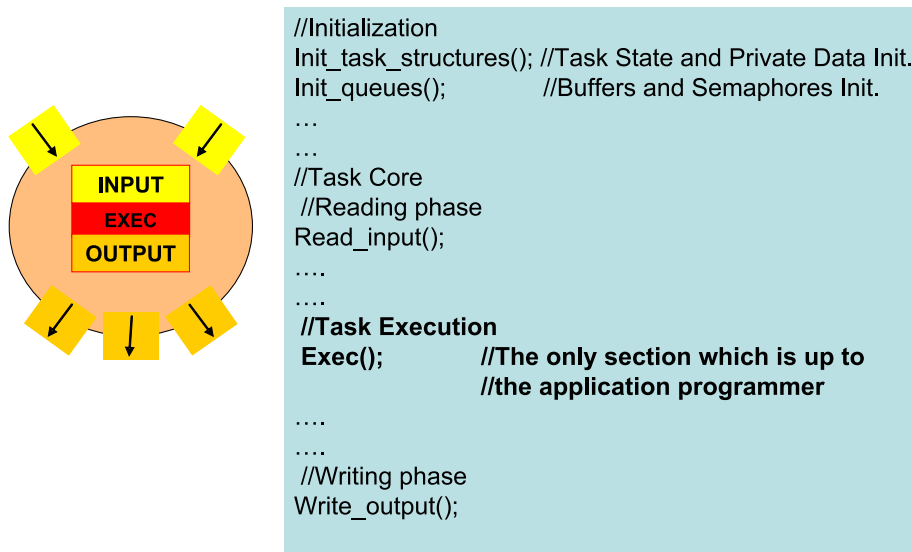 INPUT
EXEC
OUTPUT
//Initialization
Init_task_structures(); //Task State and Private Data Init.
Init_queues(); //Buffers and Semaphores Init.
…
…
//Task Core
//Reading phase
Read_input();
….
….
//Task Execution
Exec(); //The only section which is up to
//the application programmer
….
….
//Writing phase
Write_output();